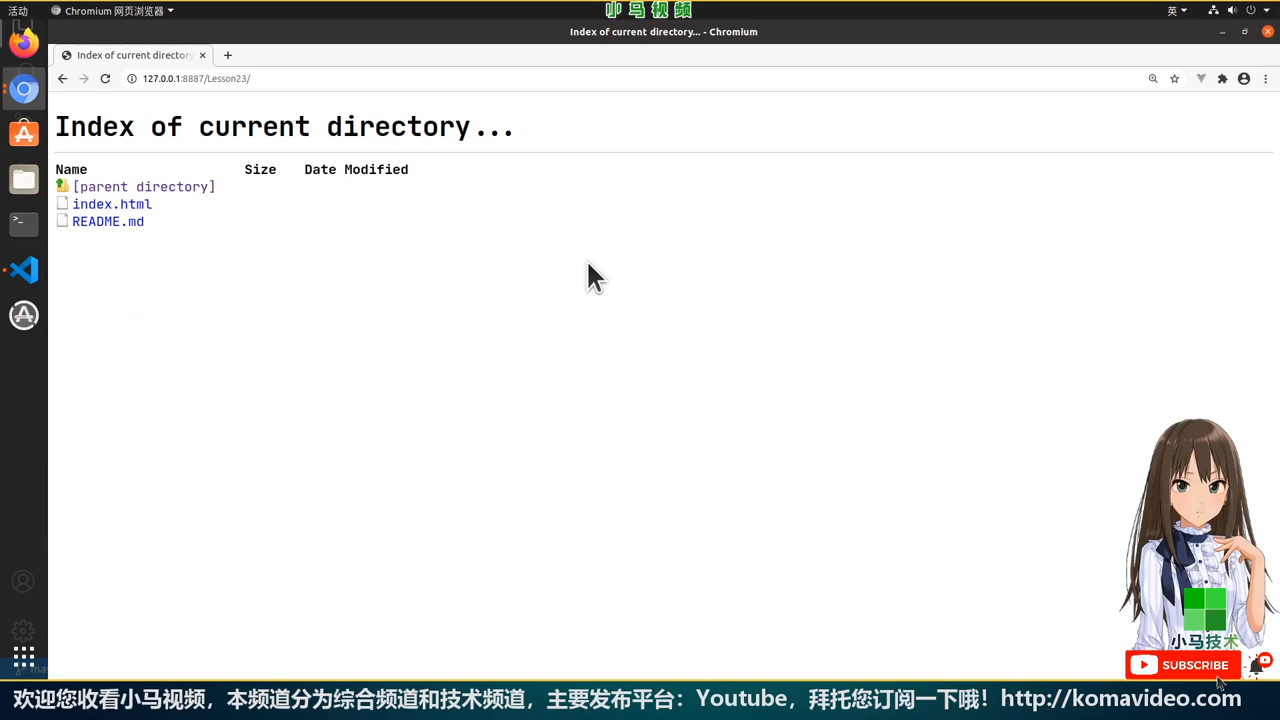 活动
Chromium 网页浏览器
小马视频
英
Index of current directory... - Chromium
Index of current directory
127.0.0.1:8887/Lesson23/
Index of current directory...
Name Size Date Modified
[parent directory]
index.html
README.md
小马技术
SUBSCRIBE
欢迎您收看小马视频，本频道分为综合频道和技术频道，主要发布平台：Youtube，拜托您订阅一下哦！http://komavideo.com